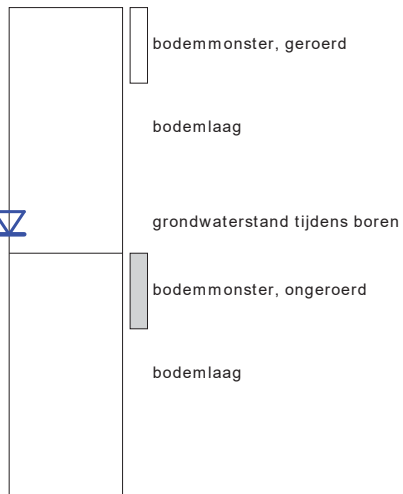 bodemmonster, geroerd
bodemlaag
grondwaterstand tijdens boren
bodemmonster, ongeroerd
bodemlaag